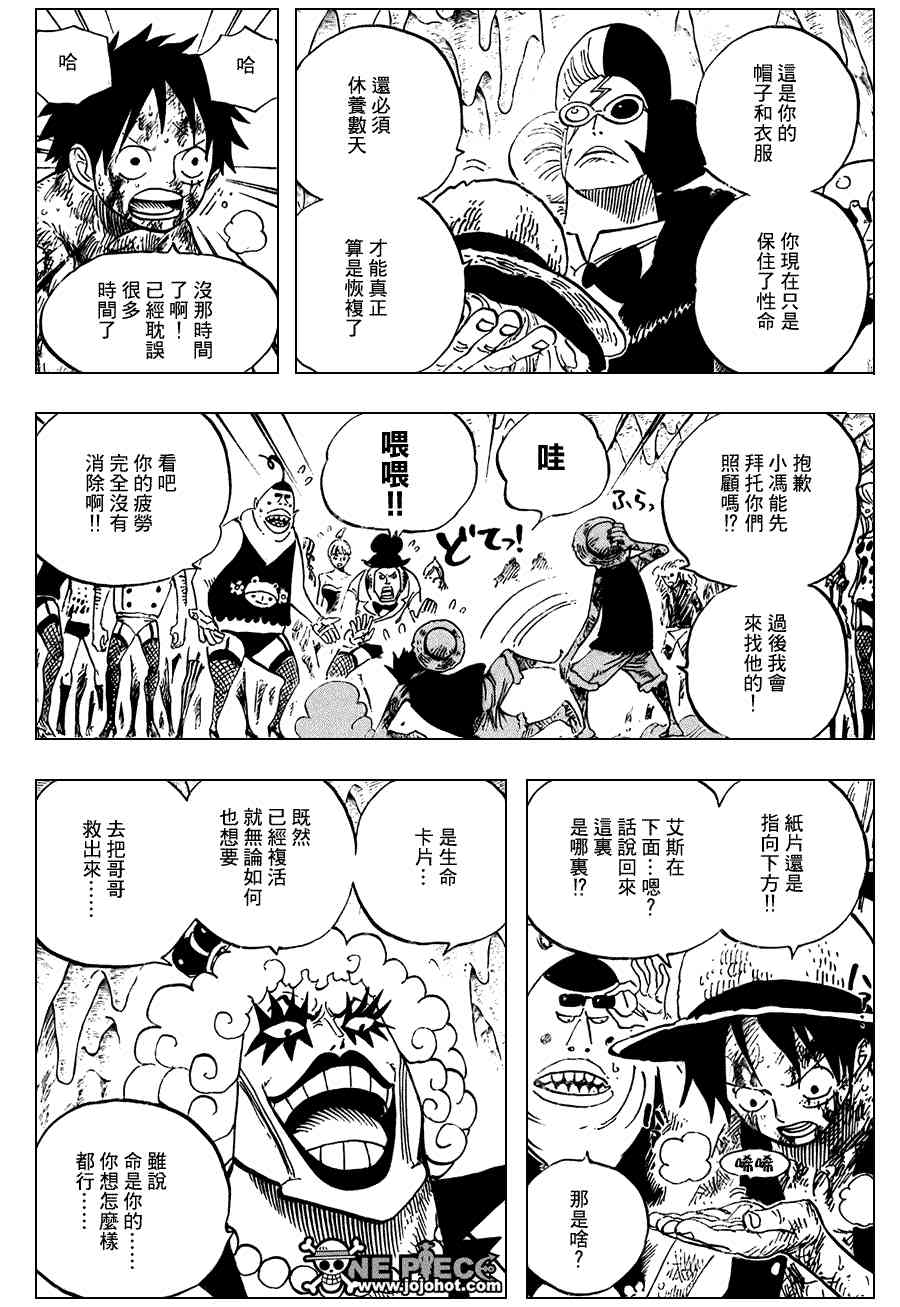 這是你的
帽子和衣服
你現在只是
保住了性命
還必須
休養數天
才能真正
算是恢複了
哈
哈
沒那時間
了啊！
已經耽誤
很多
時間了
抱歉
小馮能先
拜托你們
照顧嗎!?
過後我會
來找他的！
ふらっ
哇
どてっ！
喂
喂!!
看吧
你的疲勞
完全沒有
消除啊!!
紙片還是
指向下方!!
艾斯在
下面…嗯?
話說回來
這裏
是哪裏!?
唏唏
那是啥?
是生命
卡片…
既然
已經複活
就無論如何
也想要
去把哥哥
救出來……
雖說
命是你的……
你想怎麼樣
都行……
ONE PIECE
www.jojohot.com